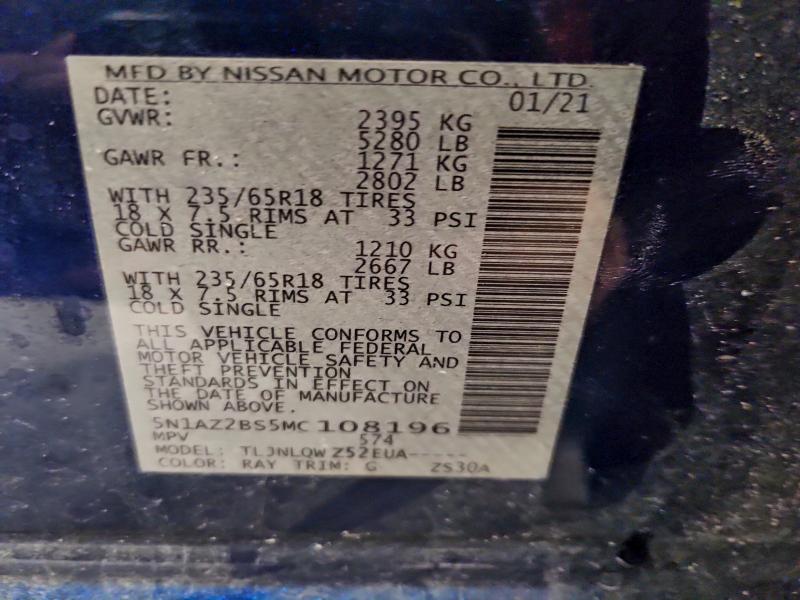 MFD BY NISSAN MOTOR CO., LTD.
DATE: 01/21
GVWR: 2395 KG
5280 LB
GAWR FR.: 1271 KG
2802 LB
WITH 235/65R18 TIRES
18 X 7.5 RIMS AT 33 PSI
COLD SINGLE
GAWR RR.: 1210 KG
2667 LB
WITH 235/65R18 TIRES
18 X 7.5 RIMS AT 33 PSI
COLD SINGLE
THIS VEHICLE CONFORMS TO
ALL APPLICABLE FEDERAL
MOTOR VEHICLE SAFETY AND
THEFT PREVENTION
STANDARDS IN EFFECT ON
THE DATE OF MANUFACTURE
SHOWN ABOVE.
5N1AZ2BS5MC108196
MPV 574
MODEL: TLJNLQW Z52EUA-----
COLOR: RAY TRIM: G ZS30A